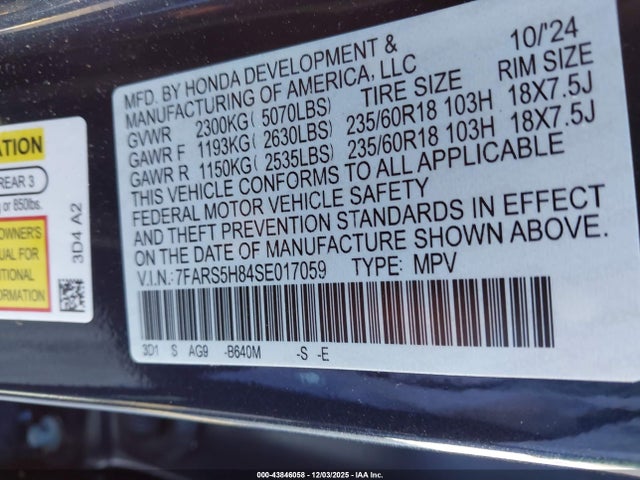 MFD. BY HONDA DEVELOPMENT & 10/'24
MANUFACTURING OF AMERICA, LLC
TIRE SIZE RIM SIZE
GVWR 2300KG( 5070LBS)
GAWR F 1193KG( 2630LBS) 235/60R18 103H 18X7.5J
GAWR R 1150KG( 2535LBS) 235/60R18 103H 18X7.5J
THIS VEHICLE CONFORMS TO ALL APPLICABLE
FEDERAL MOTOR VEHICLE SAFETY
AND THEFT PREVENTION STANDARDS IN EFFECT
ON THE DATE OF MANUFACTURE SHOWN ABOVE.
V.I.N.: 7FARS5H84SE017059 TYPE: MPV
3D1 S AG9 -B640M -S -E
ATION
REAR 3
g or 850lbs.
OWNER'S
UAL FOR
ITIONAL
ORMATION
3D4 A2
000-43846058 - 12/03/2025 - IAA Inc.